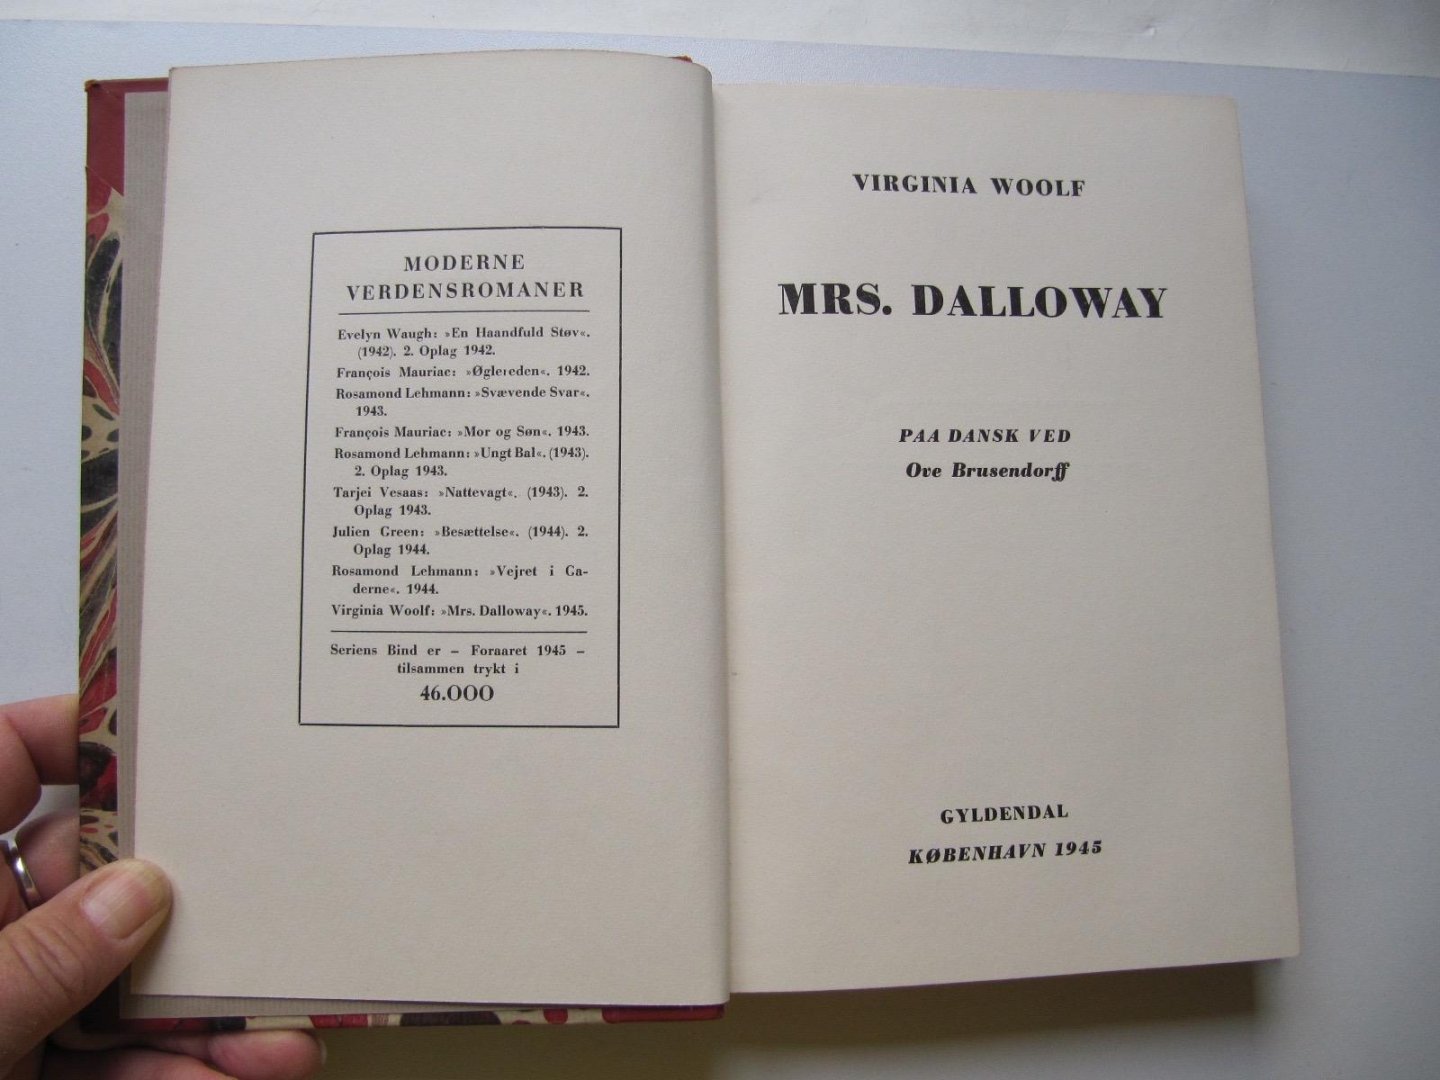 MODERNE
VERDENSROMANER
Evelyn Waugh: »En Haandfuld Støv«.
(1942). 2. Oplag 1942.
François Mauriac: »Øglereden«. 1942.
Rosamond Lehmann: »Svævende Svar«.
1943.
François Mauriac: »Mor og Søn«. 1943.
Rosamond Lehmann: »Ungt Bal«. (1943).
2. Oplag 1943.
Tarjei Vesaas: »Nattevagt«. (1943). 2.
Oplag 1943.
Julien Green: »Besættelse«. (1944). 2.
Oplag 1944.
Rosamond Lehmann: »Vejret i Ga-
derne«. 1944.
Virginia Woolf: »Mrs. Dalloway«. 1945.
Seriens Bind er – Foraaret 1945 –
tilsammen trykt i
46.000
VIRGINIA WOOLF
MRS. DALLOWAY
PAA DANSK VED
Ove Brusendorff
GYLDENDAL
KØBENHAVN 1945